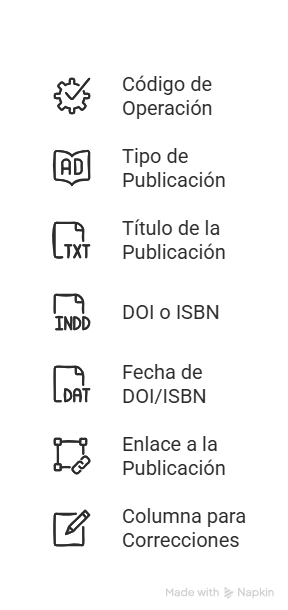 Código de
Operación
AD
Tipo de
Publicación
TXT
Título de la
Publicación
INDD
DOI o ISBN
DAT
Fecha de
DOI/ISBN
Enlace a la
Publicación
Columna para
Correcciones
Made with Napkin